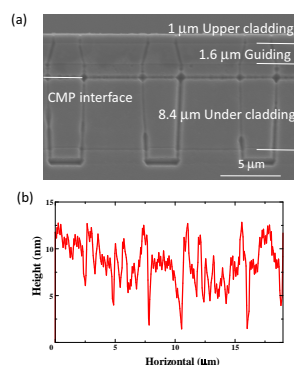 (a)
1 μm Upper cladding
1.6 μm Guiding
CMP interface
8.4 μm Under cladding
5 μm
(b)
15
10
5
Height (nm)
0
5
10
15
Horizontal (μm)